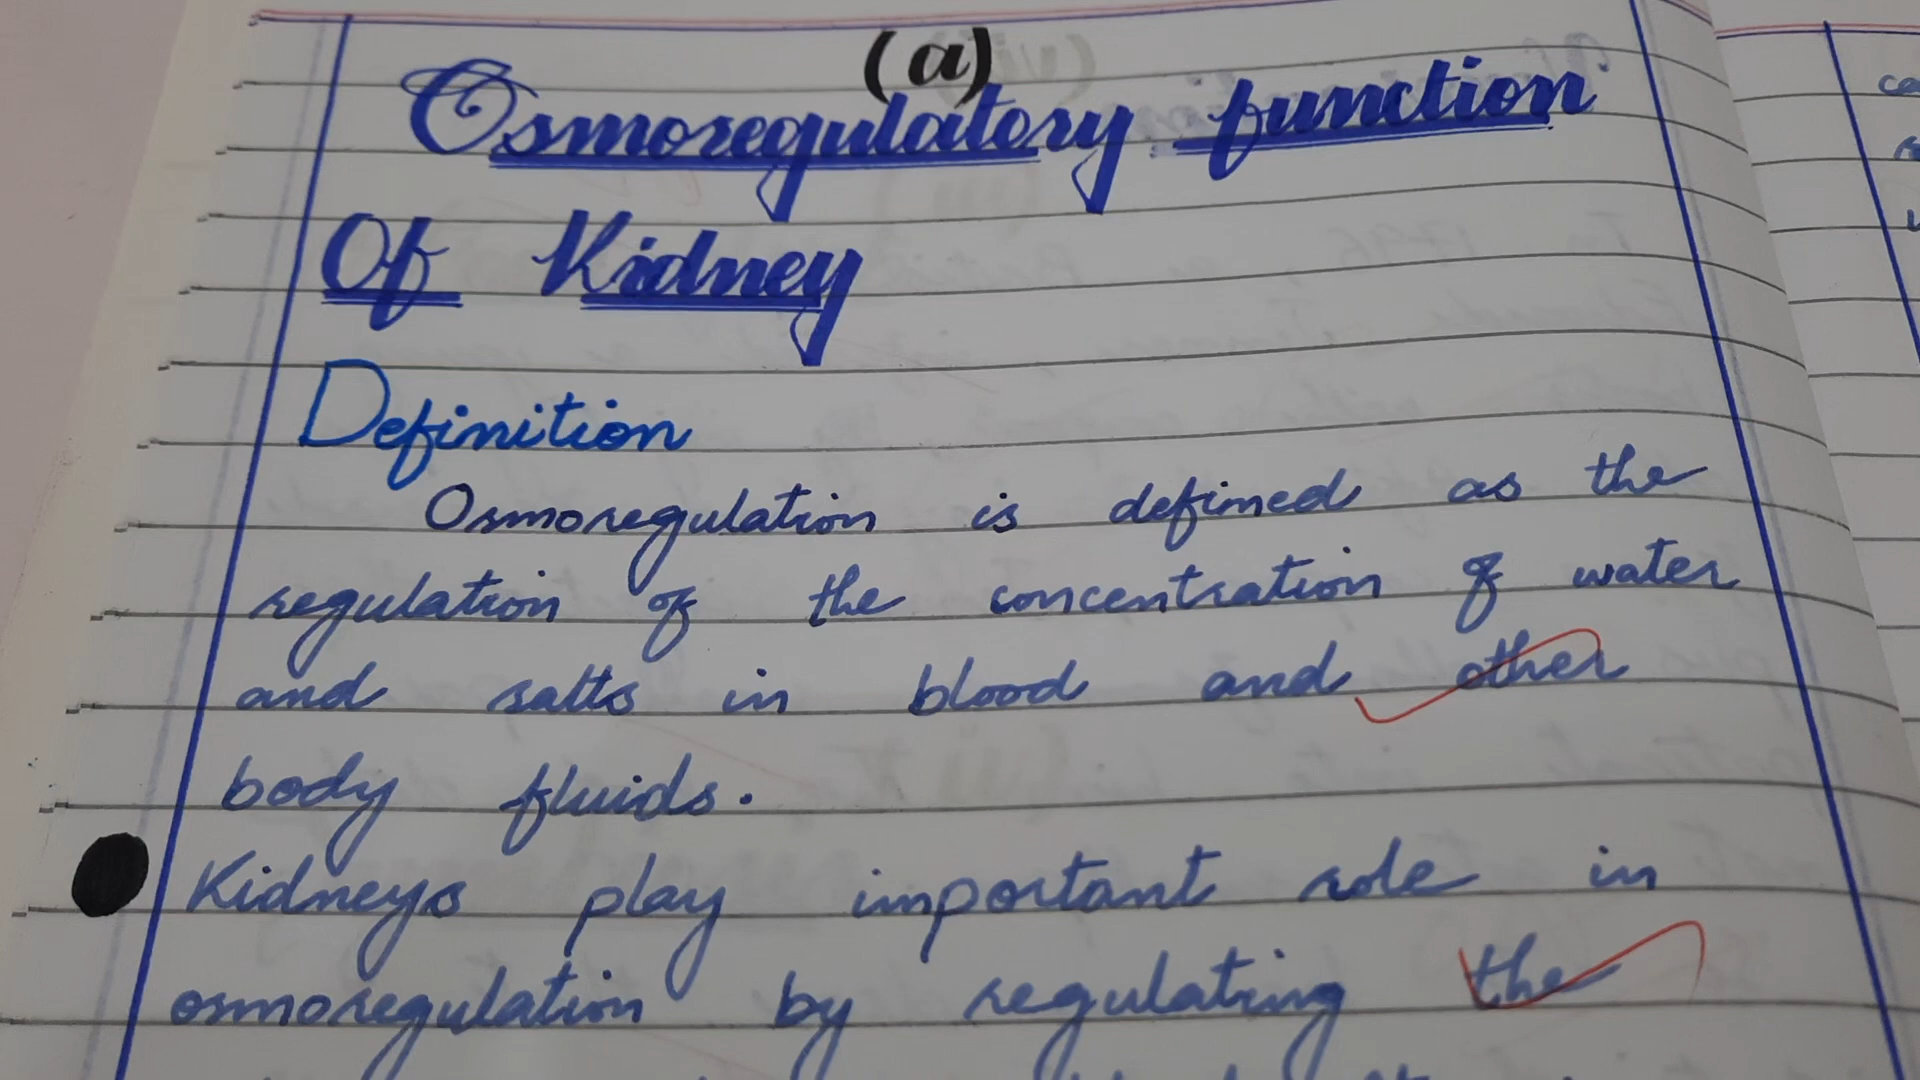 (a)
Osmoregulatory function
Of Kidney
Definition
Osmoregulation is defined as the
regulation of the concentration of water
and salts in blood and other
body fluids.
Kidneys play important role in
osmoregulation by regulating the